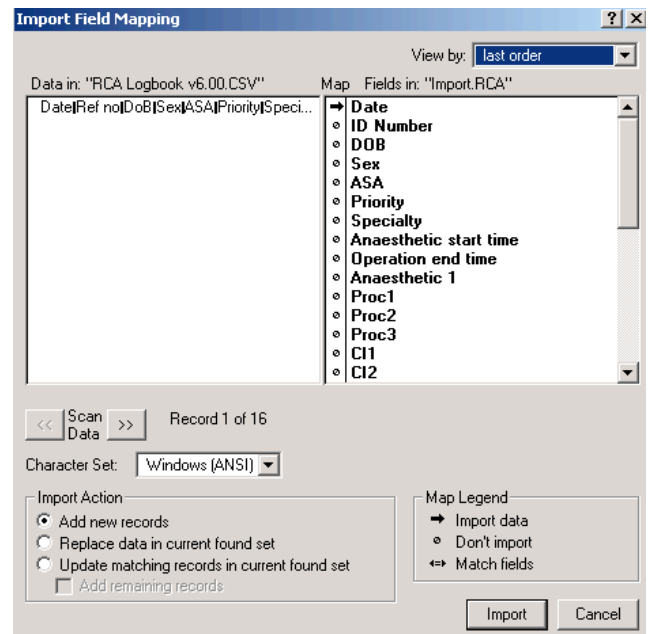 Import Field Mapping
View by: last order
Data in: "RCA Logbook v6.00.CSV" Map Fields in: "Import.RCA"
Date|Ref no|DoB|Sex|ASA|Priority|Speci...
Date
ID Number
DOB
Sex
ASA
Priority
Specialty
Anaesthetic start time
Operation end time
Anaesthetic 1
Proc1
Proc2
Proc3
CI1
CI2
<< Scan Data >> Record 1 of 16
Character Set: Windows (ANSI)
Import Action
Add new records
Replace data in current found set
Update matching records in current found set
Add remaining records
Map Legend
Import data
Don't import
Match fields
Import Cancel